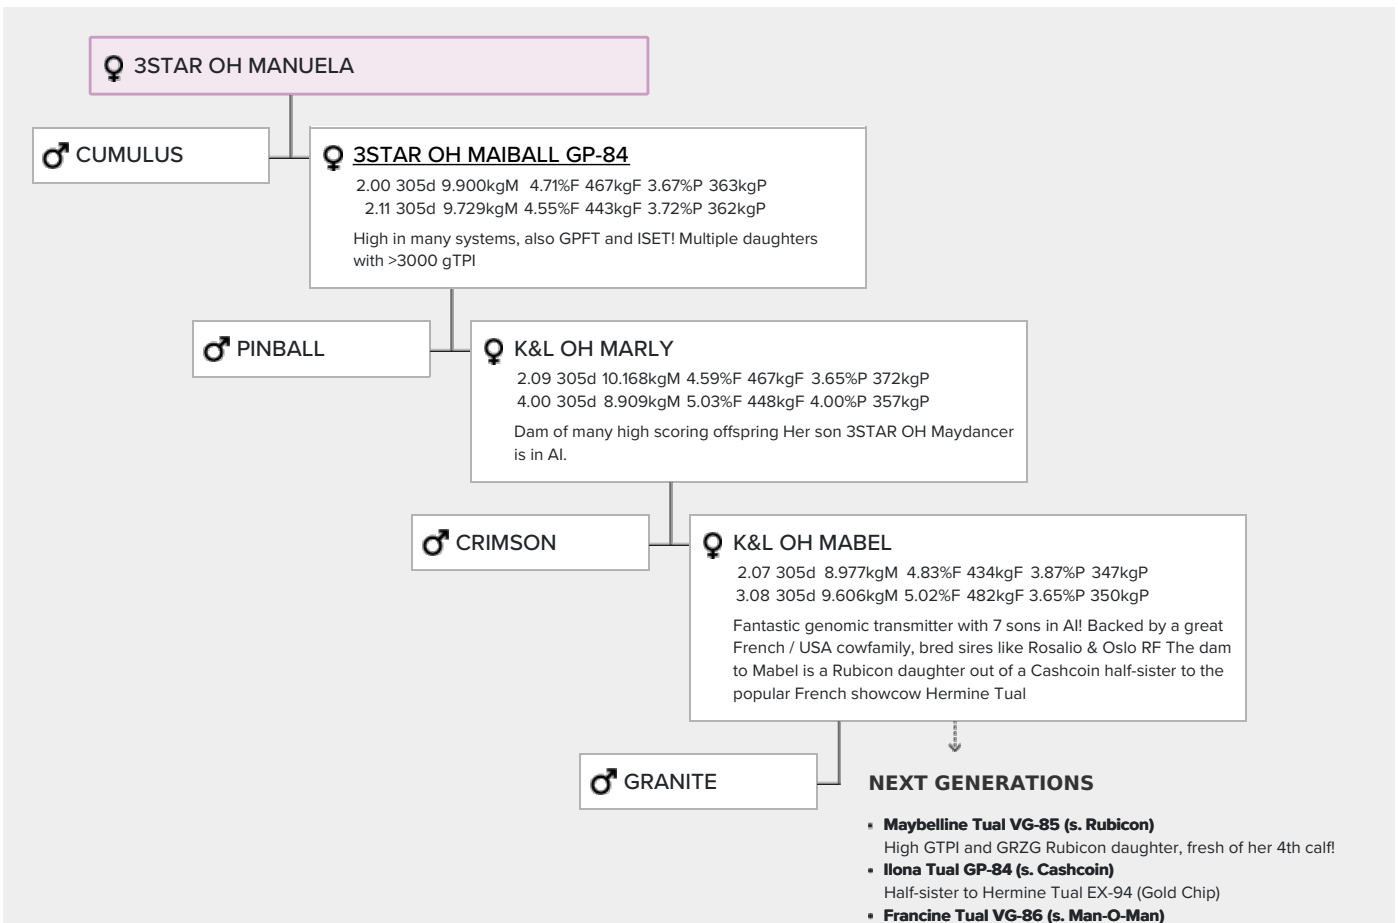 3STAR OH MANUELA
CUMULUS
3STAR OH MAIBALL GP-84
2.00 305d 9.900kgM 4.71%F 467kgF 3.67%P 363kgP
2.11 305d 9.729kgM 4.55%F 443kgF 3.72%P 362kgP
High in many systems, also GPFT and ISET! Multiple daughters
with >3000 gTPI
PINBALL
K&L OH MARLY
2.09 305d 10.168kgM 4.59%F 467kgF 3.65%P 372kgP
4.00 305d 8.909kgM 5.03%F 448kgF 4.00%P 357kgP
Dam of many high scoring offspring Her son 3STAR OH Maydancer
is in AI.
CRIMSON
K&L OH MABEL
2.07 305d 8.977kgM 4.83%F 434kgF 3.87%P 347kgP
3.08 305d 9.606kgM 5.02%F 482kgF 3.65%P 350kgP
Fantastic genomic transmitter with 7 sons in AI! Backed by a great
French / USA cowfamily, bred sires like Rosalio & Oslo RF The dam
to Mabel is a Rubicon daughter out of a Cashcoin half-sister to the
popular French showcow Hermine Tual
GRANITE
NEXT GENERATIONS
• Maybelline Tual VG-85 (s. Rubicon)
High GTPI and GRZG Rubicon daughter, fresh of her 4th calf!
• Ilona Tual GP-84 (s. Cashcoin)
Half-sister to Hermine Tual EX-94 (Gold Chip)
• Francine Tual VG-86 (s. Man-O-Man)